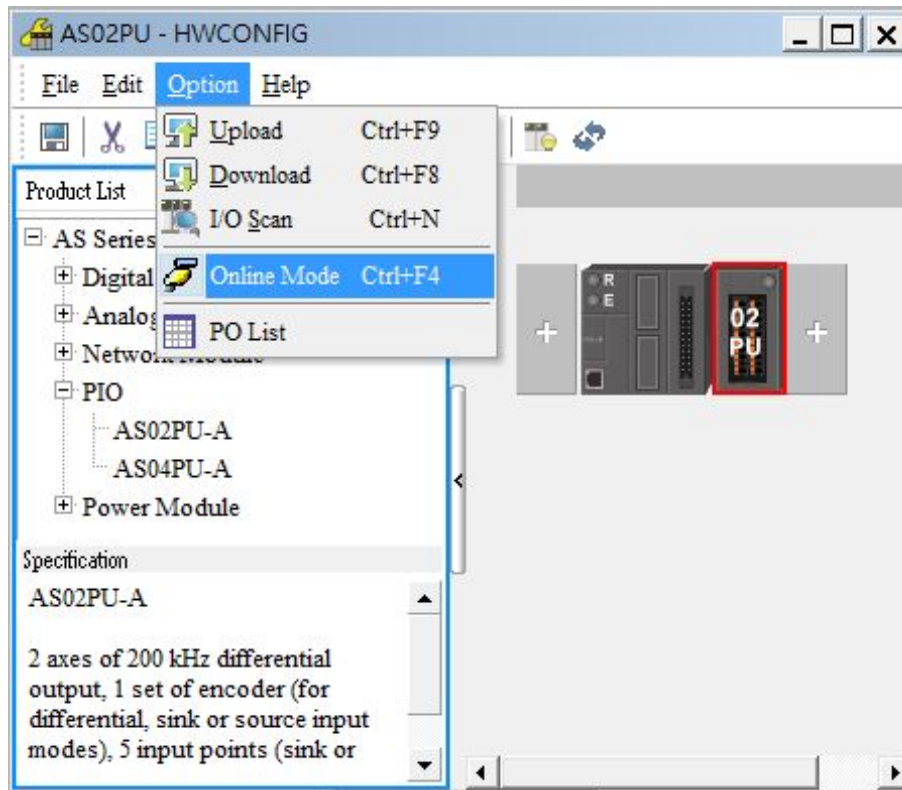 AS02PU - HWCONFIG
File Edit Option Help
Upload Ctrl+F9
Download Ctrl+F8
I/O Scan Ctrl+N
Online Mode Ctrl+F4
PO List
Product List
AS Series
Digital
Analog
Network Module
PIO
AS02PU-A
AS04PU-A
Power Module
R
E
02
PU
Specification
AS02PU-A
2 axes of 200 kHz differential
output, 1 set of encoder (for
differential, sink or source input
modes), 5 input points (sink or